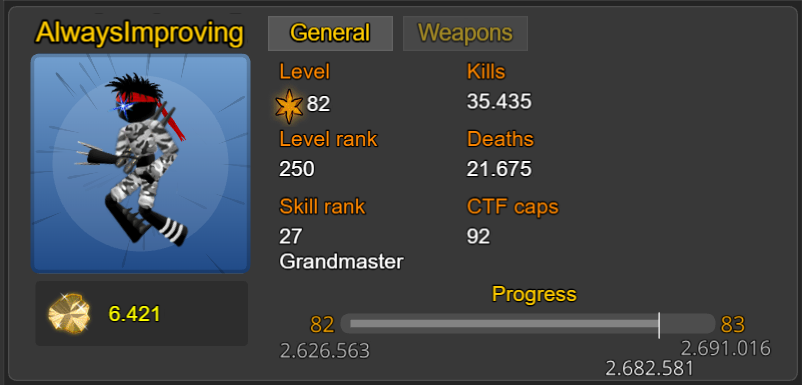 AlwaysImproving
General
Weapons
Level
82
Kills
35.435
Level rank
250
Deaths
21.675
Skill rank
27
Grandmaster
CTF caps
92
6.421
Progress
82
83
2.626.563
2.691.016
2.682.581